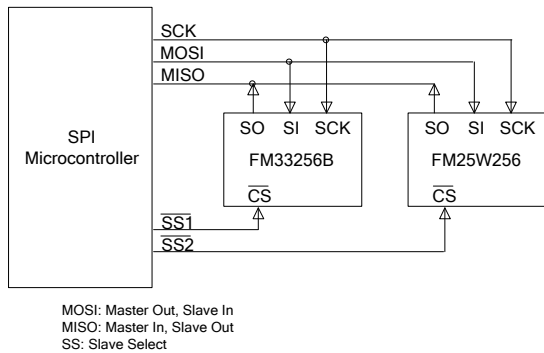 SCK
MOSI
MISO
SPI
Microcontroller
SO SI SCK
FM33256B
CS
SO SI SCK
FM25W256
CS
SS1
SS2
MOSI: Master Out, Slave In
MISO: Master In, Slave Out
SS: Slave Select